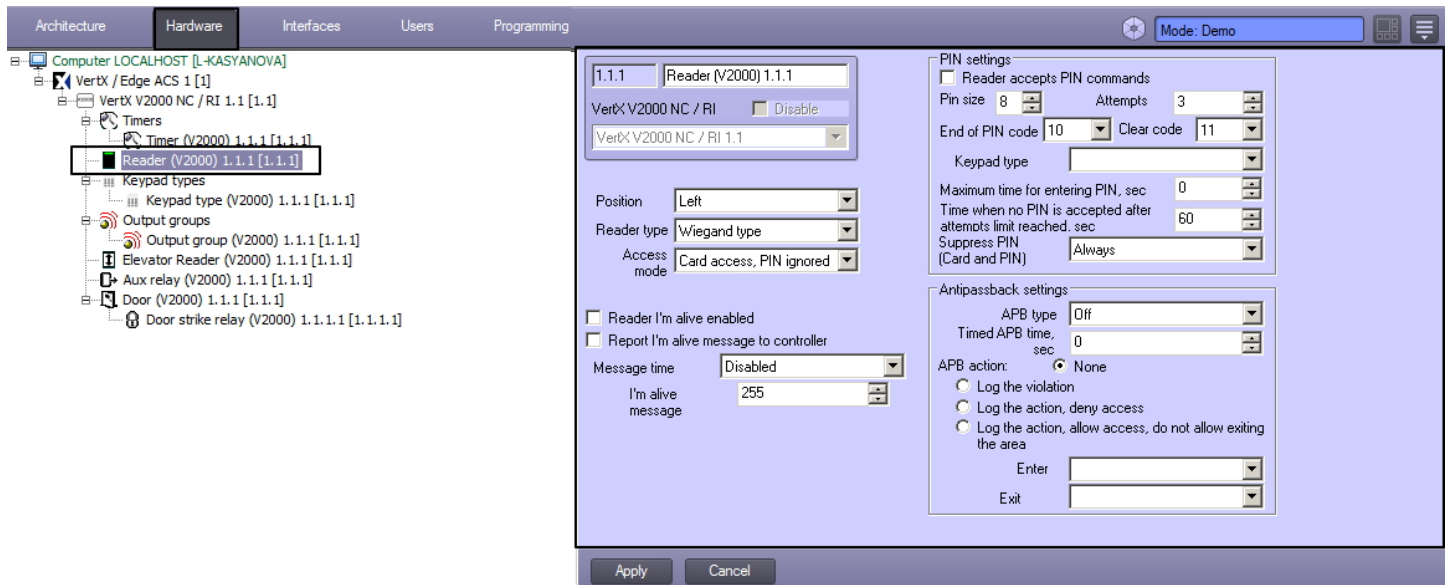 Architecture
Hardware
Interfaces
Users
Programming
Mode: Demo
Computer LOCALHOST [L-KASYANOVA]
VertX / Edge ACS 1 [1]
VertX V2000 NC / RI 1.1 [1.1]
Timers
Timer (V2000) 1.1.1 [1.1.1]
Reader (V2000) 1.1.1 [1.1.1]
Keypad types
Keypad type (V2000) 1.1.1 [1.1.1]
Output groups
Output group (V2000) 1.1.1 [1.1.1]
Elevator Reader (V2000) 1.1.1 [1.1.1]
Aux relay (V2000) 1.1.1 [1.1.1]
Door (V2000) 1.1.1 [1.1.1]
Door strike relay (V2000) 1.1.1.1 [1.1.1.1]
1.1.1 Reader (V2000) 1.1.1
VertX V2000 NC / RI Disable
VertX V2000 NC / RI 1.1
Position Left
Reader type Wiegand type
Access
mode Card access, PIN ignored
Reader I'm alive enabled
Report I'm alive message to controller
Message time Disabled
I'm alive
message 255
PIN settings
Reader accepts PIN commands
Pin size 8 Attempts 3
End of PIN code 10 Clear code 11
Keypad type
Maximum time for entering PIN, sec 0
Time when no PIN is accepted after
attempts limit reached, sec 60
Suppress PIN
(Card and PIN) Always
Antipassback settings
APB type Off
Timed APB time,
sec 0
APB action: None
Log the violation
Log the action, deny access
Log the action, allow access, do not allow exiting
the area
Enter
Exit
Apply
Cancel